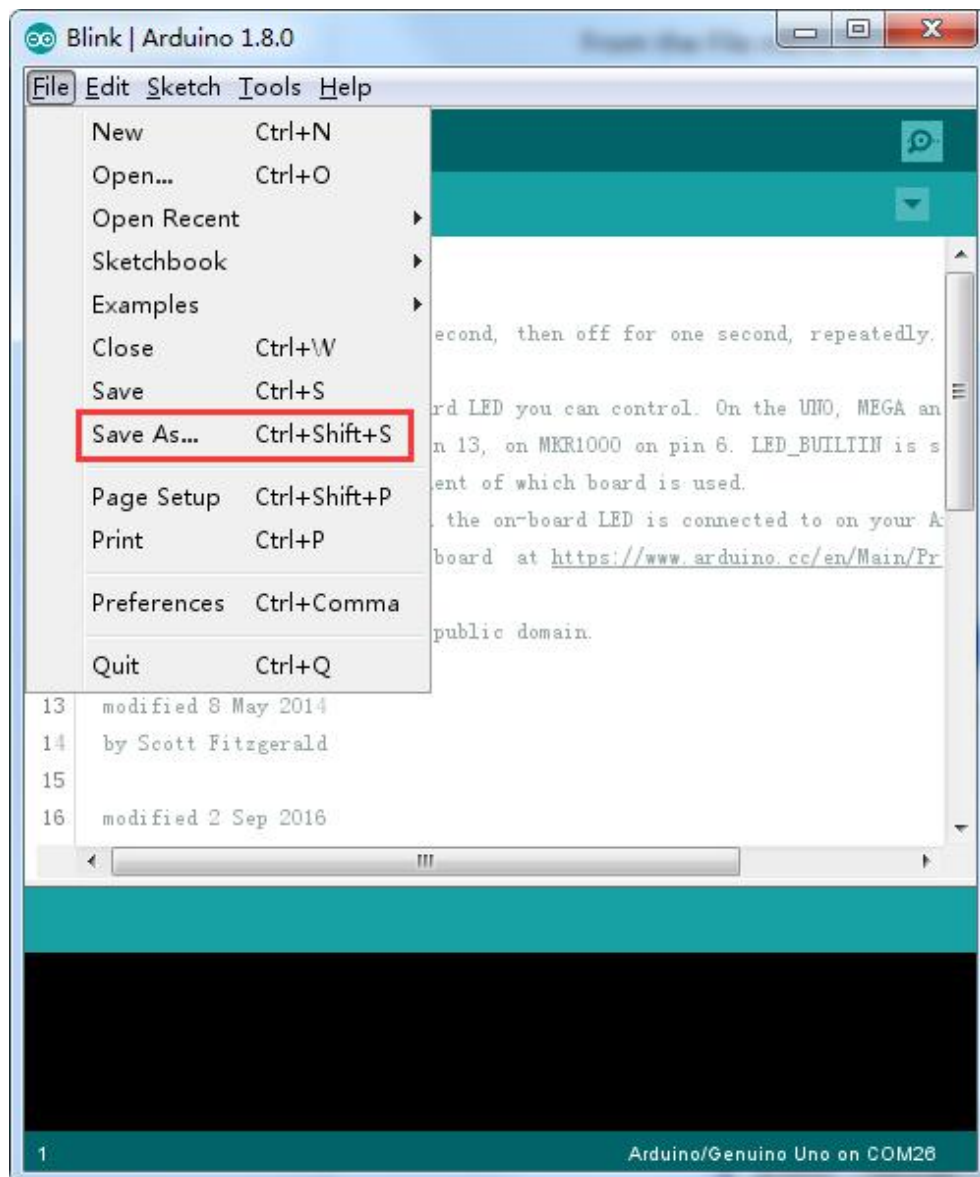 Blink | Arduino 1.8.0
File Edit Sketch Tools Help
New Ctrl+N
Open... Ctrl+O
Open Recent
Sketchbook
Examples
Close Ctrl+W
Save Ctrl+S
Save As... Ctrl+Shift+S
Page Setup Ctrl+Shift+P
Print Ctrl+P
Preferences Ctrl+Comma
Quit Ctrl+Q
econd, then off for one second, repeatedly.
rd LED you can control. On the UNO, MEGA an
n 13, on MKR1000 on pin 6. LED_BUILTIN is s
ent of which board is used.
the on-board LED is connected to on your A
board at https://www.arduino.cc/en/Main/Pr
public domain.
13 modified 8 May 2014
14 by Scott Fitzgerald
15
16 modified 2 Sep 2016
1 Arduino/Genuino Uno on COM26